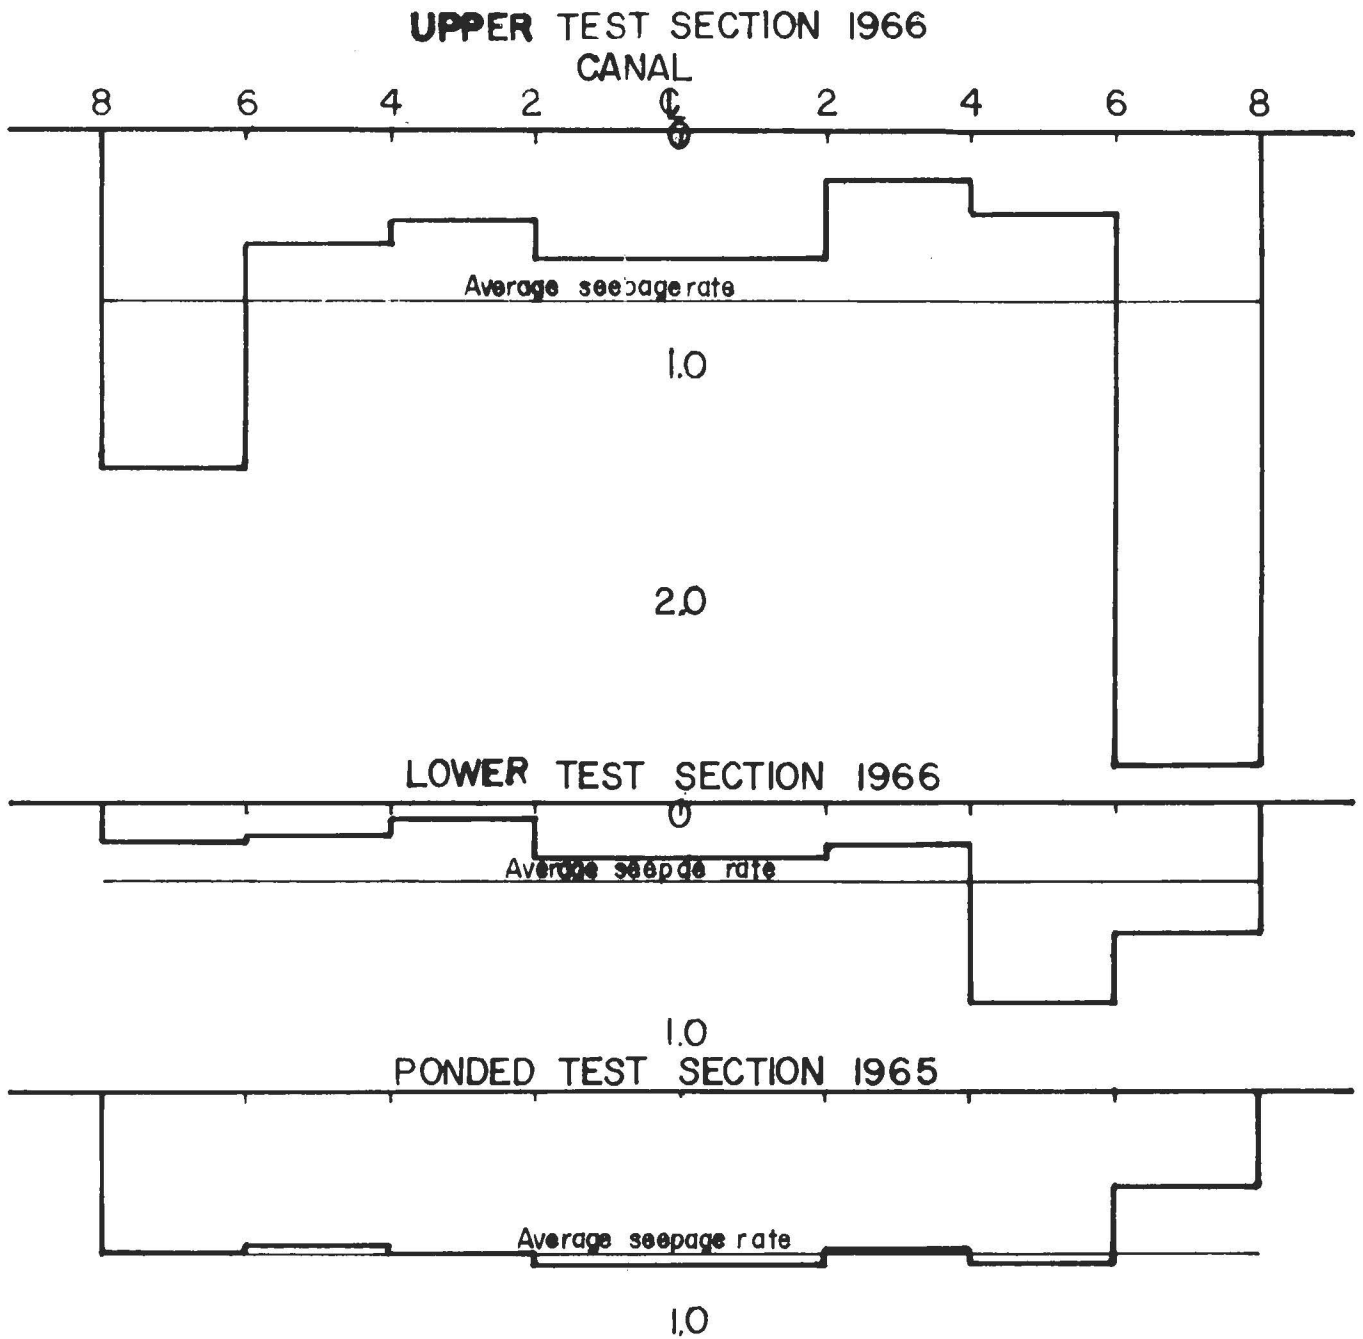 UPPER TEST SECTION 1966
CANAL
8 6 4 2 ℄ 2 4 6 8
0
Average seepage rate
1.0
2.0
LOWER TEST SECTION 1966
0
Average seepage rate
1.0
PONDED TEST SECTION 1965
Average seepage rate
1.0